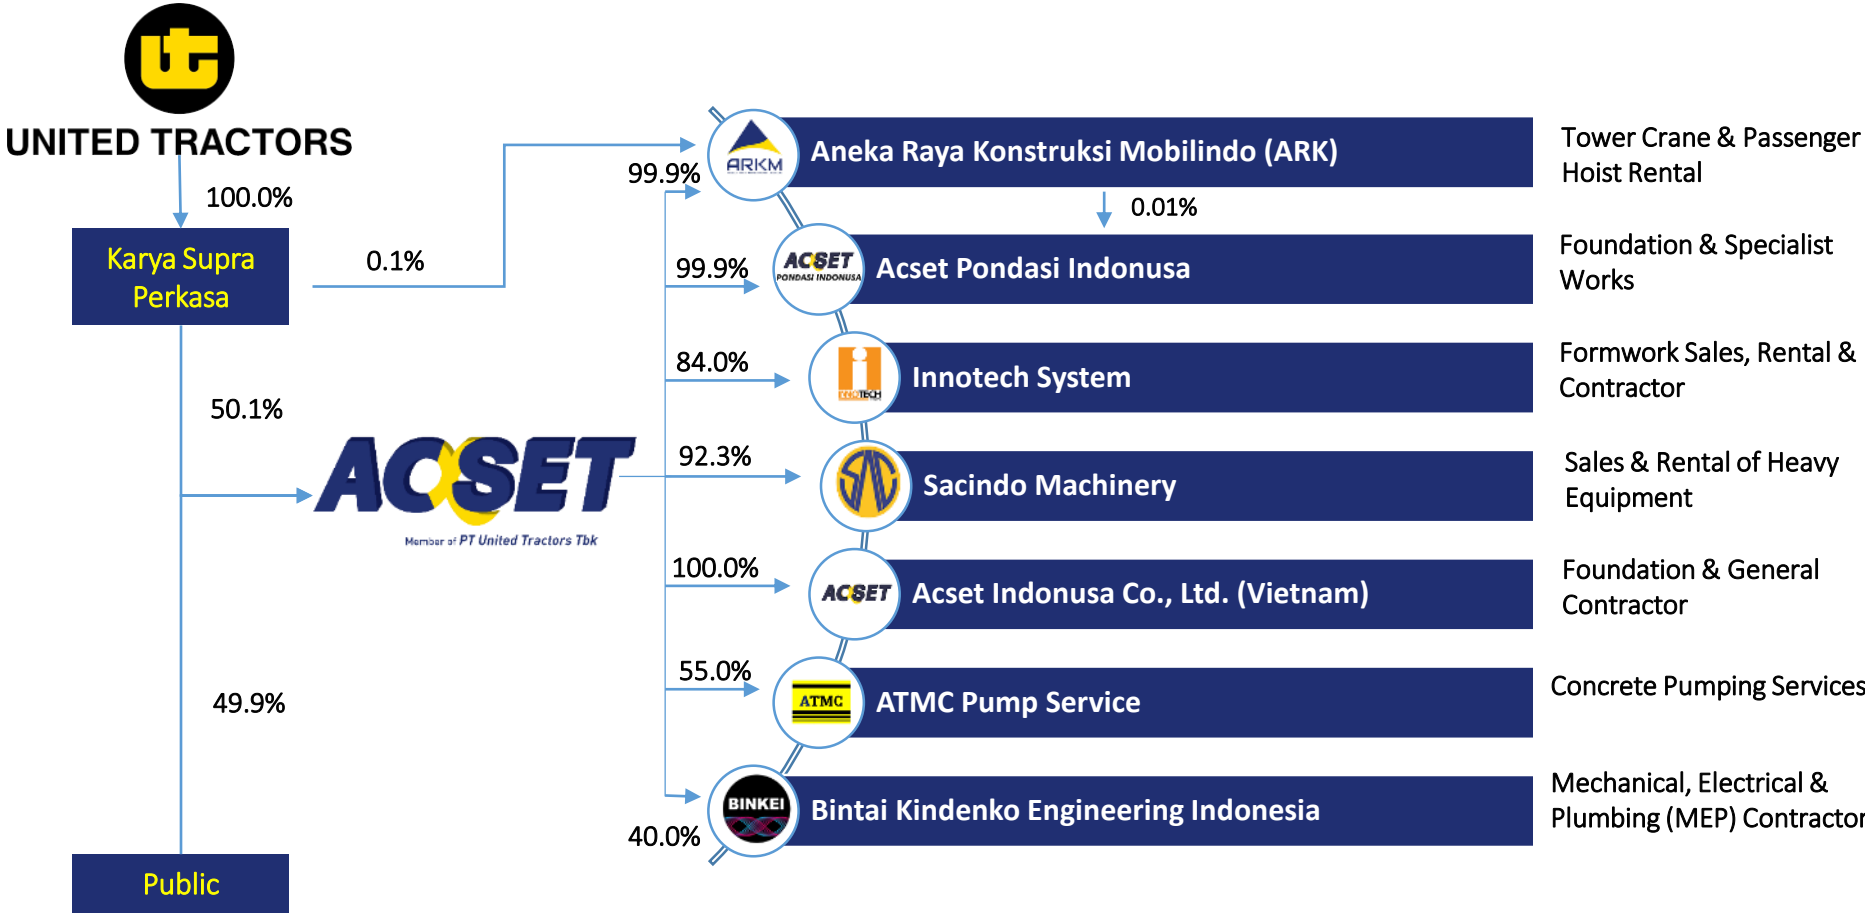 UNITED TRACTORS
100.0%
Karya Supra
Perkasa
0.1%
50.1%
49.9%
Public
ACSET
Member of PT United Tractors Tbk
99.9%
ARKM
Aneka Raya Konstruksi Mobilindo (ARK)
Tower Crane & Passenger
Hoist Rental
0.01%
99.9%
ACSET
PONDASI INDONUSA
Acset Pondasi Indonusa
Foundation & Specialist
Works
84.0%
INNOTECH
Innotech System
Formwork Sales, Rental &
Contractor
92.3%
SAC
Sacindo Machinery
Sales & Rental of Heavy
Equipment
100.0%
ACSET
Acset Indonusa Co., Ltd. (Vietnam)
Foundation & General
Contractor
55.0%
ATMC
ATMC Pump Service
Concrete Pumping Services
40.0%
BINKEI
Bintai Kindenko Engineering Indonesia
Mechanical, Electrical &
Plumbing (MEP) Contractor